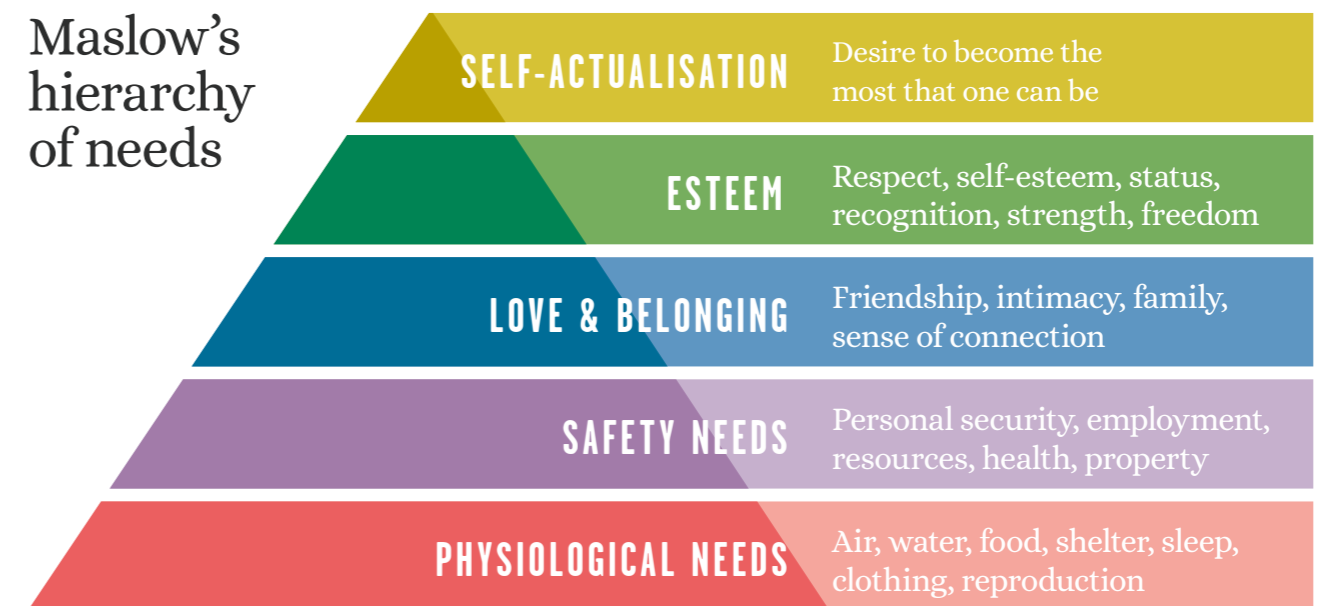 Maslow’s
hierarchy
of needs
SELF-ACTUALISATION
Desire to become the
most that one can be
ESTEEM
Respect, self-esteem, status,
recognition, strength, freedom
LOVE & BELONGING
Friendship, intimacy, family,
sense of connection
SAFETY NEEDS
Personal security, employment,
resources, health, property
PHYSIOLOGICAL NEEDS
Air, water, food, shelter, sleep,
clothing, reproduction